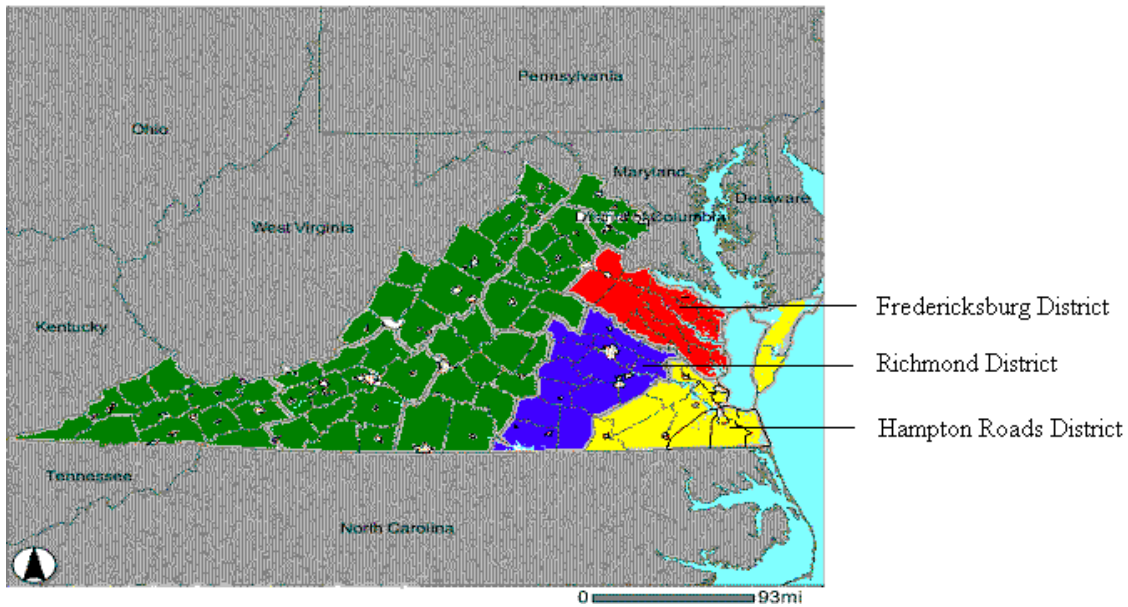 Pennsylvania
Ohio
Maryland
Delaware
District of Columbia
West Virginia
Kentucky
Fredericksburg District
Richmond District
Hampton Roads District
Tennessee
North Carolina
0 93mi